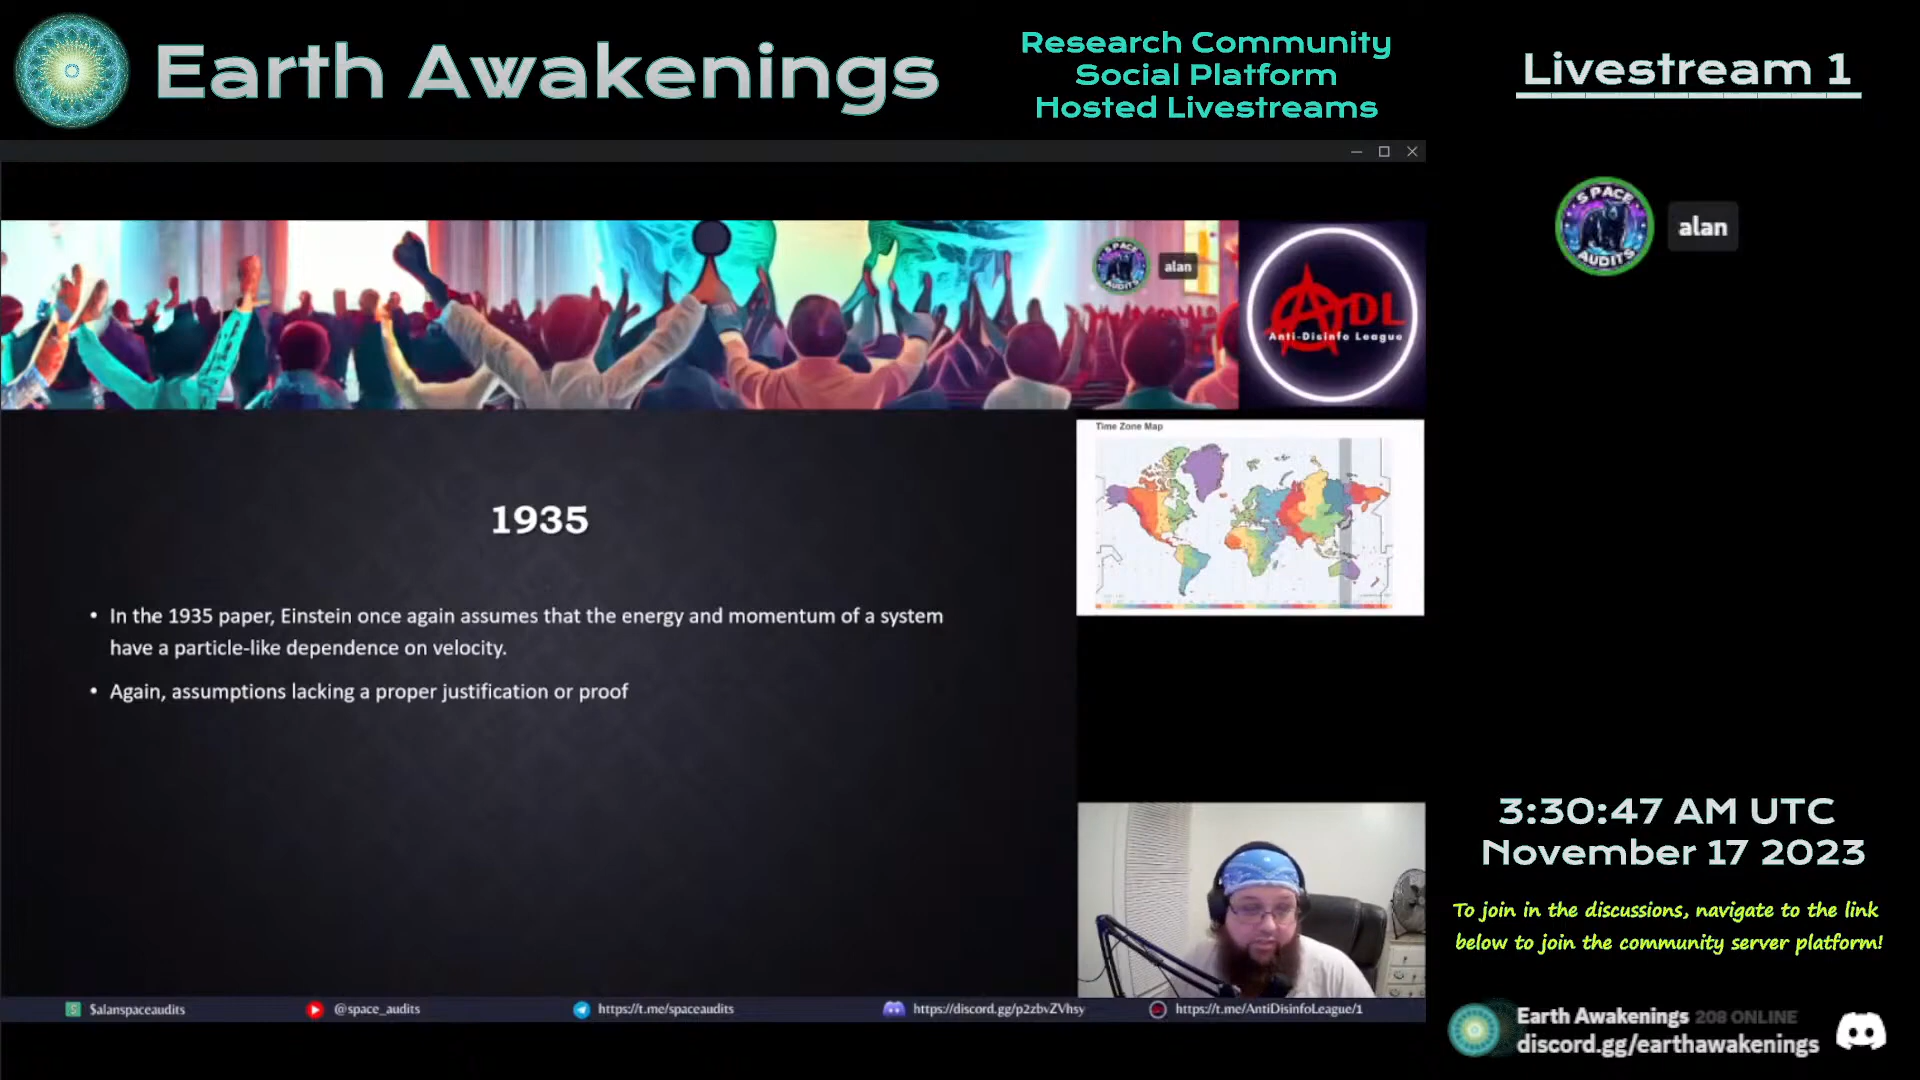 Earth Awakenings
Research Community
Social Platform
Hosted Livestreams
Livestream 1
SPACE
AUDITS
alan
SPACE
AUDITS
alan
ADL
Anti-Disinfo League
Time Zone Map
1935
• In the 1935 paper, Einstein once again assumes that the energy and momentum of a system
have a particle-like dependence on velocity.
• Again, assumptions lacking a proper justification or proof
3:30:47 AM UTC
November 17 2023
To join in the discussions, navigate to the link
below to join the community server platform!
$alanspaceaudits
@space_audits
https://t.me/spaceaudits
https://discord.gg/p2zbvZVhsy
https://t.me/AntiDisinfoLeague/1
Earth Awakenings 208 ONLINE
discord.gg/earthawakenings